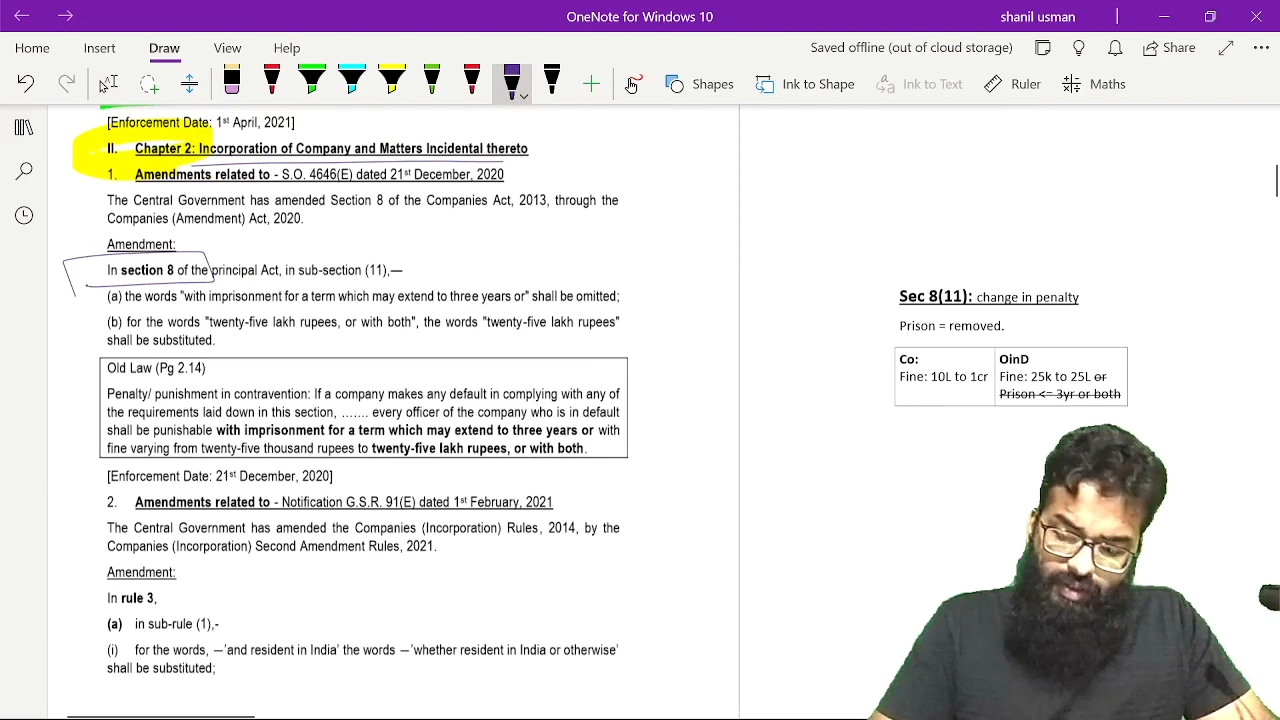 OneNote for Windows 10
shanil usman
Home Insert Draw View Help
Saved offline (out of cloud storage)
Share
Shapes
Ink to Shape
Ink to Text
Ruler
Maths
[Enforcement Date: 1st April, 2021]
II. Chapter 2: Incorporation of Company and Matters Incidental thereto
1. Amendments related to - S.O. 4646(E) dated 21st December, 2020
The Central Government has amended Section 8 of the Companies Act, 2013, through the
Companies (Amendment) Act, 2020.
Amendment:
In section 8 of the principal Act, in sub-section (11),—
(a) the words "with imprisonment for a term which may extend to three years or" shall be omitted;
(b) for the words "twenty-five lakh rupees, or with both", the words "twenty-five lakh rupees"
shall be substituted.
Old Law (Pg 2.14)
Penalty/ punishment in contravention: If a company makes any default in complying with any of
the requirements laid down in this section, ……. every officer of the company who is in default
shall be punishable with imprisonment for a term which may extend to three years or with
fine varying from twenty-five thousand rupees to twenty-five lakh rupees, or with both.
[Enforcement Date: 21st December, 2020]
2. Amendments related to - Notification G.S.R. 91(E) dated 1st February, 2021
The Central Government has amended the Companies (Incorporation) Rules, 2014, by the
Companies (Incorporation) Second Amendment Rules, 2021.
Amendment:
In rule 3,
(a) in sub-rule (1),-
(i) for the words, ―'and resident in India' the words ―'whether resident in India or otherwise'
shall be substituted;
Sec 8(11): change in penalty
Prison = removed.
Co:
Fine: 10L to 1cr
OinD
Fine: 25k to 25L or
Prison <= 3yr or both